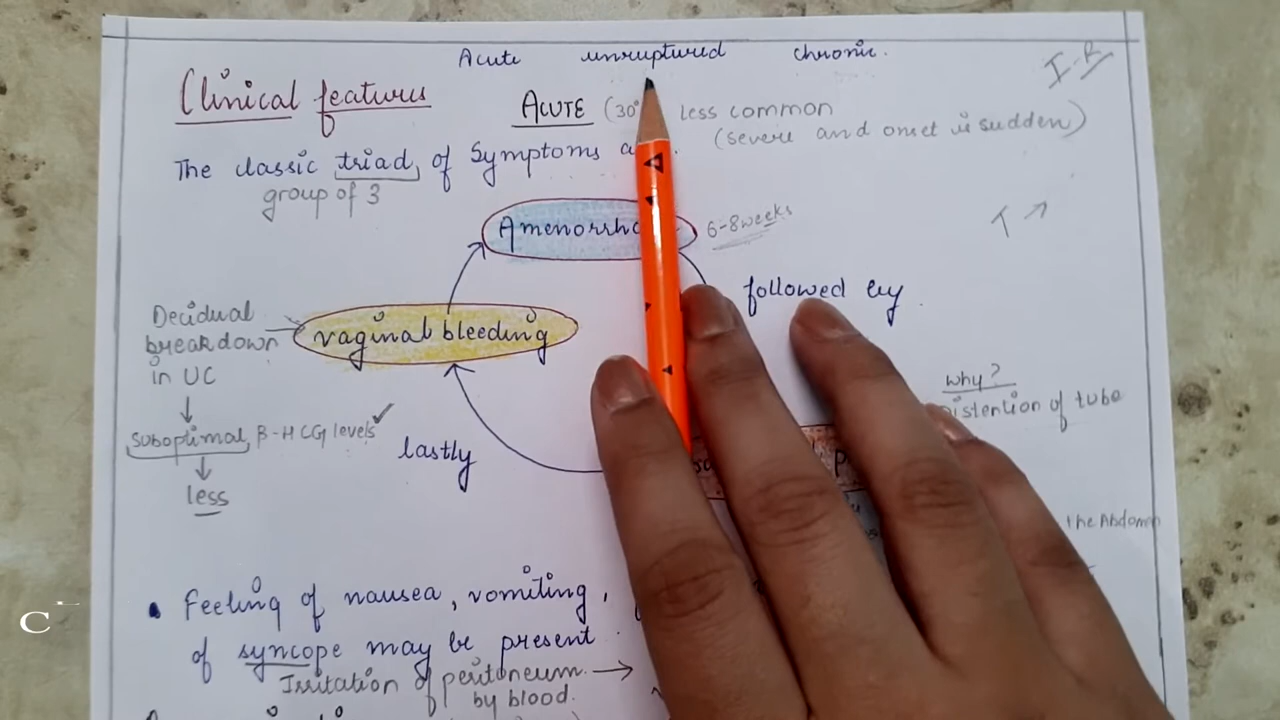 Acute unruptured chronic.
I-R
Clinical features
ACUTE (30 less common
(severe and onset is sudden)
The classic triad, of symptoms a
group of 3
Amenorrho
6-8 weeks
followed by
Decidual
breakdown
in UC
vaginal bleeding
why?
Distention of tube
suboptimal, β-HCG levels
lastly
less
the Abdomen
Feeling of nausea, vomiting,
of syncope may be present.
Irritation of peritoneum
by blood.
C